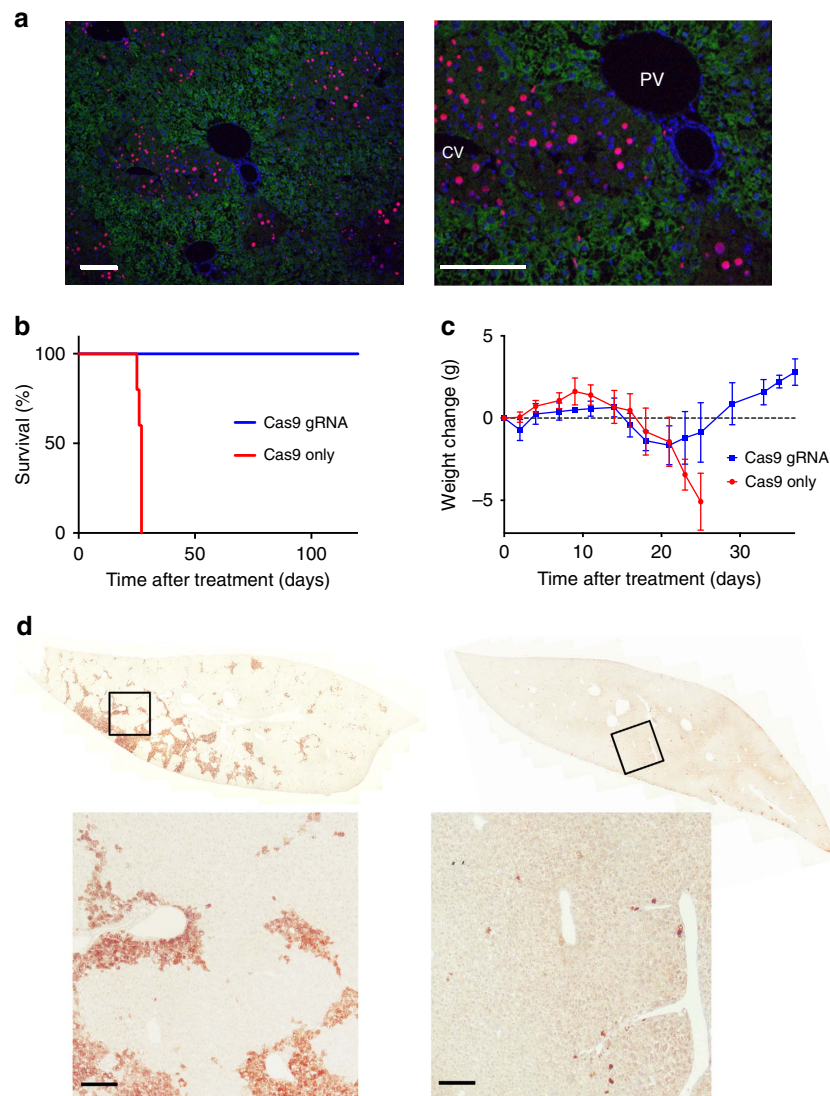 a
PV
CV
b
100
50
0
Survival (%)
Cas9 gRNA
Cas9 only
0
50
100
Time after treatment (days)
c
5
0
–5
Weight change (g)
Cas9 gRNA
Cas9 only
0
10
20
30
Time after treatment (days)
d